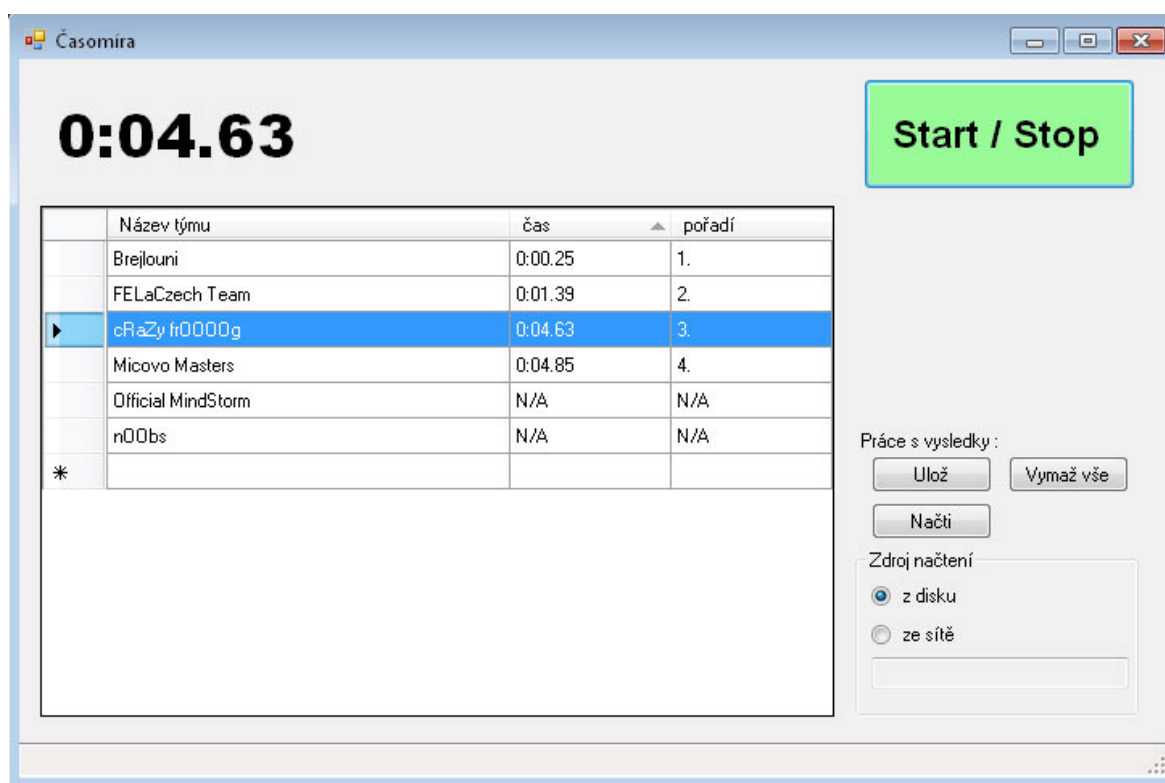 Časomíra
0:04.63
Start / Stop
Název týmu čas pořadí
Brejlouni 0:00.25 1.
FELaCzech Team 0:01.39 2.
cRaZy fr0000g 0:04.63 3.
Micovo Masters 0:04.85 4.
Official MindStorm N/A N/A
n00bs N/A N/A
*
Práce s vysledky :
Ulož Vymaž vše
Načti
Zdroj načtení
z disku
ze sítě